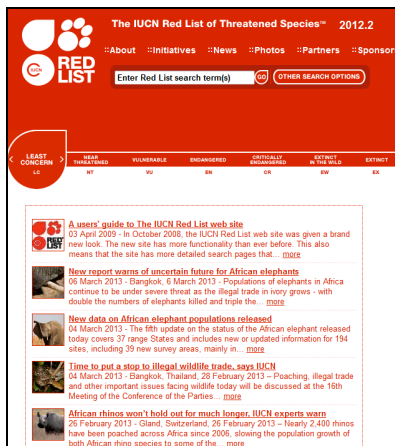 The IUCN Red List of Threatened Species™ 2012.2
::About ::Initiatives ::News ::Photos ::Partners ::Sponsor
IUCN
RED
LIST
Enter Red List search term(s) GO OTHER SEARCH OPTIONS
< LEAST CONCERN > NEAR THREATENED VULNERABLE ENDANGERED CRITICALLY ENDANGERED EXTINCT IN THE WILD EXTINCT
LC NT VU EN CR EW EX
A users' guide to The IUCN Red List web site
03 April 2009 - In October 2008, the IUCN Red List web site was given a brand
new look. The new site has more functionality than ever before. This also
means that the site has more detailed search pages that... more
New report warns of uncertain future for African elephants
06 March 2013 - Bangkok, 6 March 2013 - Populations of elephants in Africa
continue to be under severe threat as the illegal trade in ivory grows - with
double the numbers of elephants killed and triple the... more
New data on African elephant populations released
04 March 2013 - The fifth update on the status of the African elephant released
today covers 37 range States and includes new or updated information for 194
sites, including 39 new survey areas, mainly in... more
Time to put a stop to illegal wildlife trade, says IUCN
04 March 2013 - Bangkok, Thailand, 28 February 2013 – Poaching, illegal trade
and other important issues facing wildlife today will be discussed at the 16th
Meeting of the Conference of the Parties... more
African rhinos won't hold out for much longer, IUCN experts warn
26 February 2013 - Gland, Switzerland, 26 February 2013 – Nearly 2,400 rhinos
have been poached across Africa since 2006, slowing the population growth of
both African rhino species to some of the... more